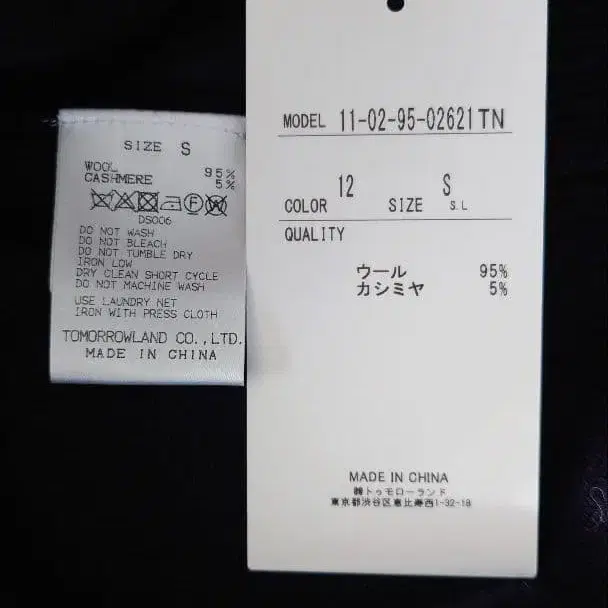 SIZE S
WOOL 95%
CASHMERE 5%
DS006
DO NOT WASH
DO NOT BLEACH
DO NOT TUMBLE DRY
IRON LOW
DRY CLEAN SHORT CYCLE
DO NOT MACHINE WASH
USE LAUNDRY NET
IRON WITH PRESS CLOTH
TOMORROWLAND CO.,LTD.
MADE IN CHINA
MODEL 11-02-95-02621TN
COLOR 12 SIZE S
S.L
QUALITY
ウール 95%
カシミヤ 5%
MADE IN CHINA
㈱トゥモローランド
東京都渋谷区恵比寿西1-32-18